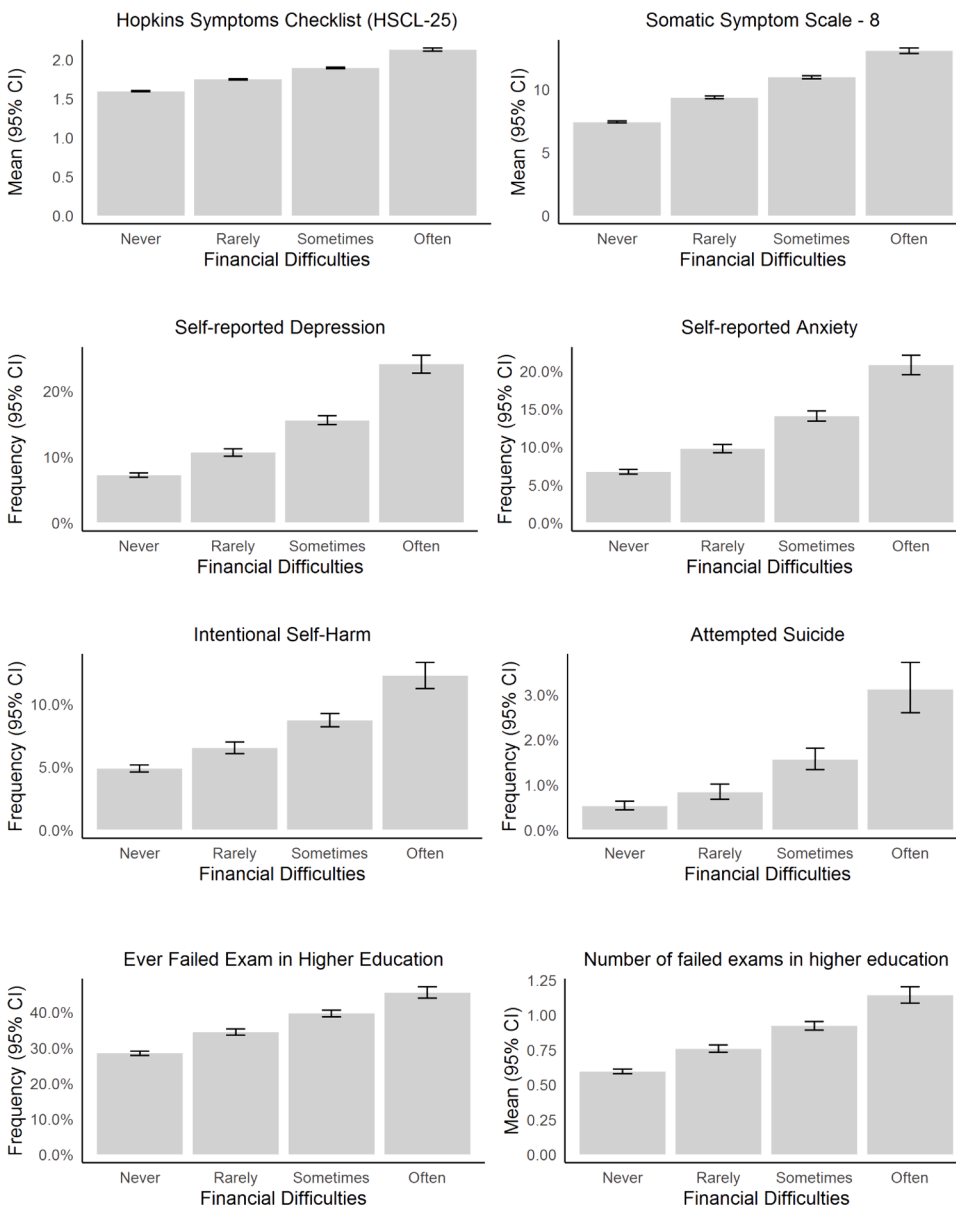 Hopkins Symptoms Checklist (HSCL-25)
Mean (95% CI)
2.0
1.5
1.0
0.5
0.0
Never Rarely Sometimes Often
Financial Difficulties
Somatic Symptom Scale - 8
Mean (95% CI)
10
5
0
Never Rarely Sometimes Often
Financial Difficulties
Self-reported Depression
Frequency (95% CI)
20%
10%
0%
Never Rarely Sometimes Often
Financial Difficulties
Self-reported Anxiety
Frequency (95% CI)
20.0%
15.0%
10.0%
5.0%
0.0%
Never Rarely Sometimes Often
Financial Difficulties
Intentional Self-Harm
Frequency (95% CI)
10.0%
5.0%
0.0%
Never Rarely Sometimes Often
Financial Difficulties
Attempted Suicide
Frequency (95% CI)
3.0%
2.0%
1.0%
0.0%
Never Rarely Sometimes Often
Financial Difficulties
Ever Failed Exam in Higher Education
Frequency (95% CI)
40.0%
30.0%
20.0%
10.0%
0.0%
Never Rarely Sometimes Often
Financial Difficulties
Number of failed exams in higher education
Mean (95% CI)
1.25
1.00
0.75
0.50
0.25
0.00
Never Rarely Sometimes Often
Financial Difficulties